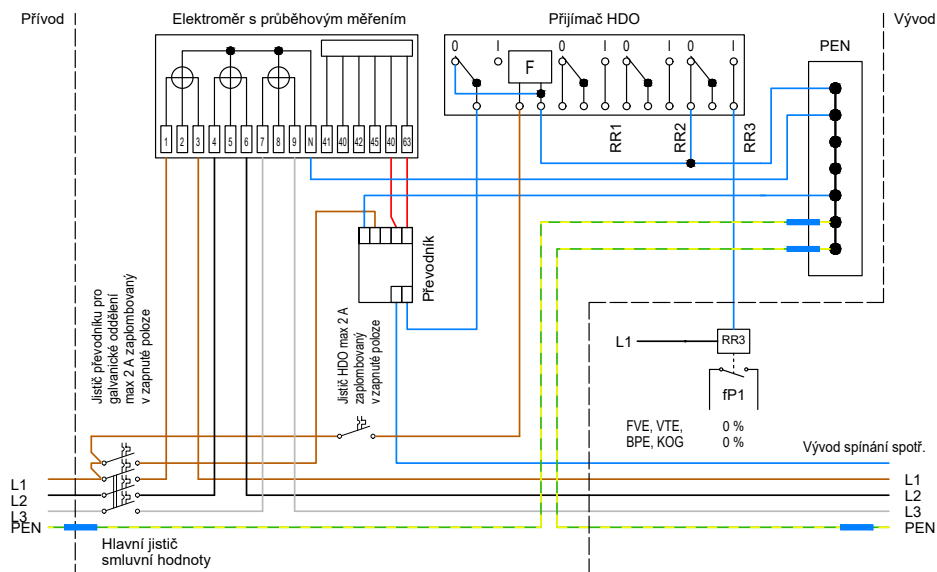 Přívod
Elektroměr s průběhovým měřením
Přijímač HDO
Vývod
PEN
0 I 0 I 0 I 0 I
F
RR1
RR2
RR3
1 2 3 4 5 6 7 8 9 N 41 40 42 45 40 63
Převodník
Jistič převodníku pro
galvanické oddělení
max 2 A zaplombovaný
v zapnuté poloze
Jistič HDO max 2 A
zaplombovaný
v zapnuté poloze
L1
RR3
fP1
FVE, VTE, 0 %
BPE, KOG 0 %
Vývod spínání spotř.
L1
L2
L3
PEN
L1
L2
L3
PEN
Hlavní jistič
smluvní hodnoty